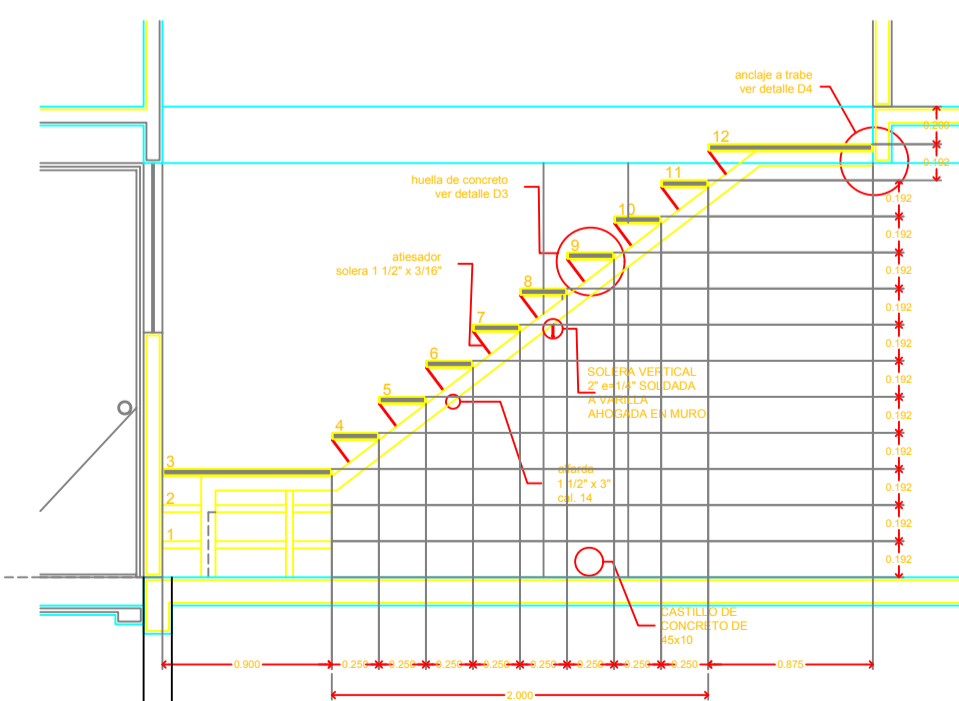 anclaje a trabe
ver detalle D4
0.200
12
0.192
11
huella de concreto
ver detalle D3
0.192
10
0.192
9
atiesador
solera 1 1/2" x 3/16"
0.192
8
0.192
7
0.192
6
SOLERA VERTICAL
2" e=1/4" SOLDADA
A VARILLA
AHOGADA EN MURO
0.192
5
0.192
4
0.192
3
alfarda
1 1/2" x 3"
cal. 14
0.192
2
0.192
1
0.192
CASTILLO DE
CONCRETO DE
45x10
0.900 0.250 0.250 0.250 0.250 0.250 0.250 0.250 0.250 0.875
2.000